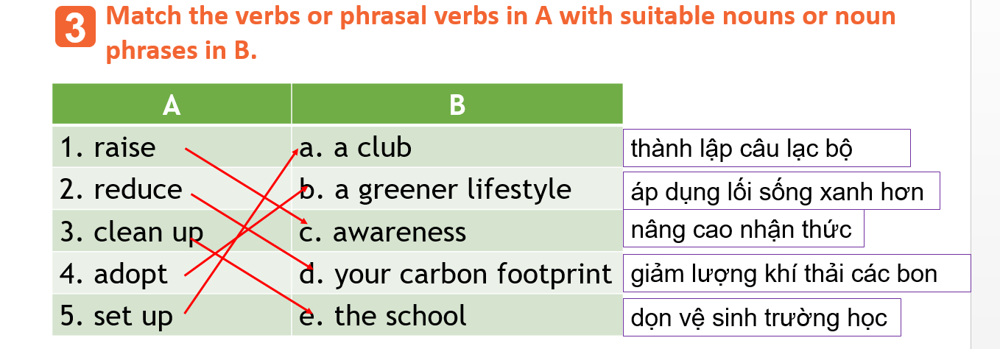 3 Match the verbs or phrasal verbs in A with suitable nouns or noun
phrases in B.
A B
1. raise a. a club thành lập câu lạc bộ
2. reduce b. a greener lifestyle áp dụng lối sống xanh hơn
3. clean up c. awareness nâng cao nhận thức
4. adopt d. your carbon footprint giảm lượng khí thải các bon
5. set up e. the school dọn vệ sinh trường học